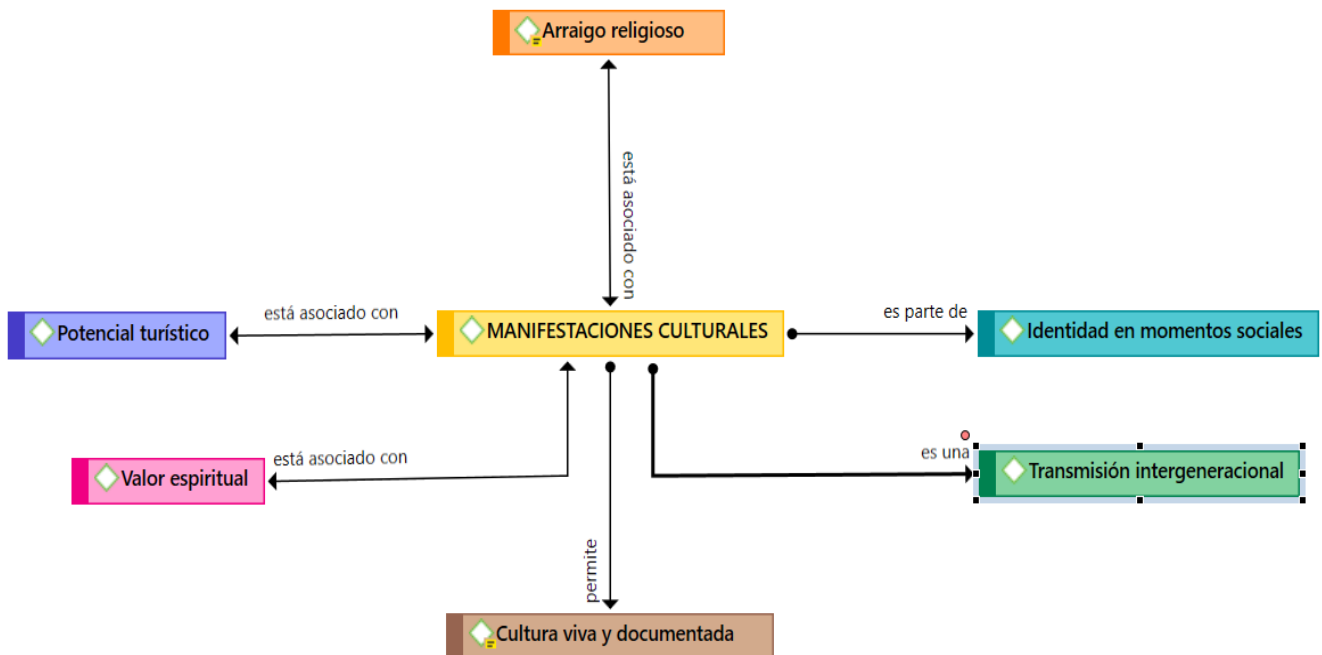 Arraigo religioso
está asociado con
Potencial turístico
está asociado con
MANIFESTACIONES CULTURALES
es parte de
Identidad en momentos sociales
Valor espiritual
está asociado con
es una
Transmisión intergeneracional
permite
Cultura viva y documentada